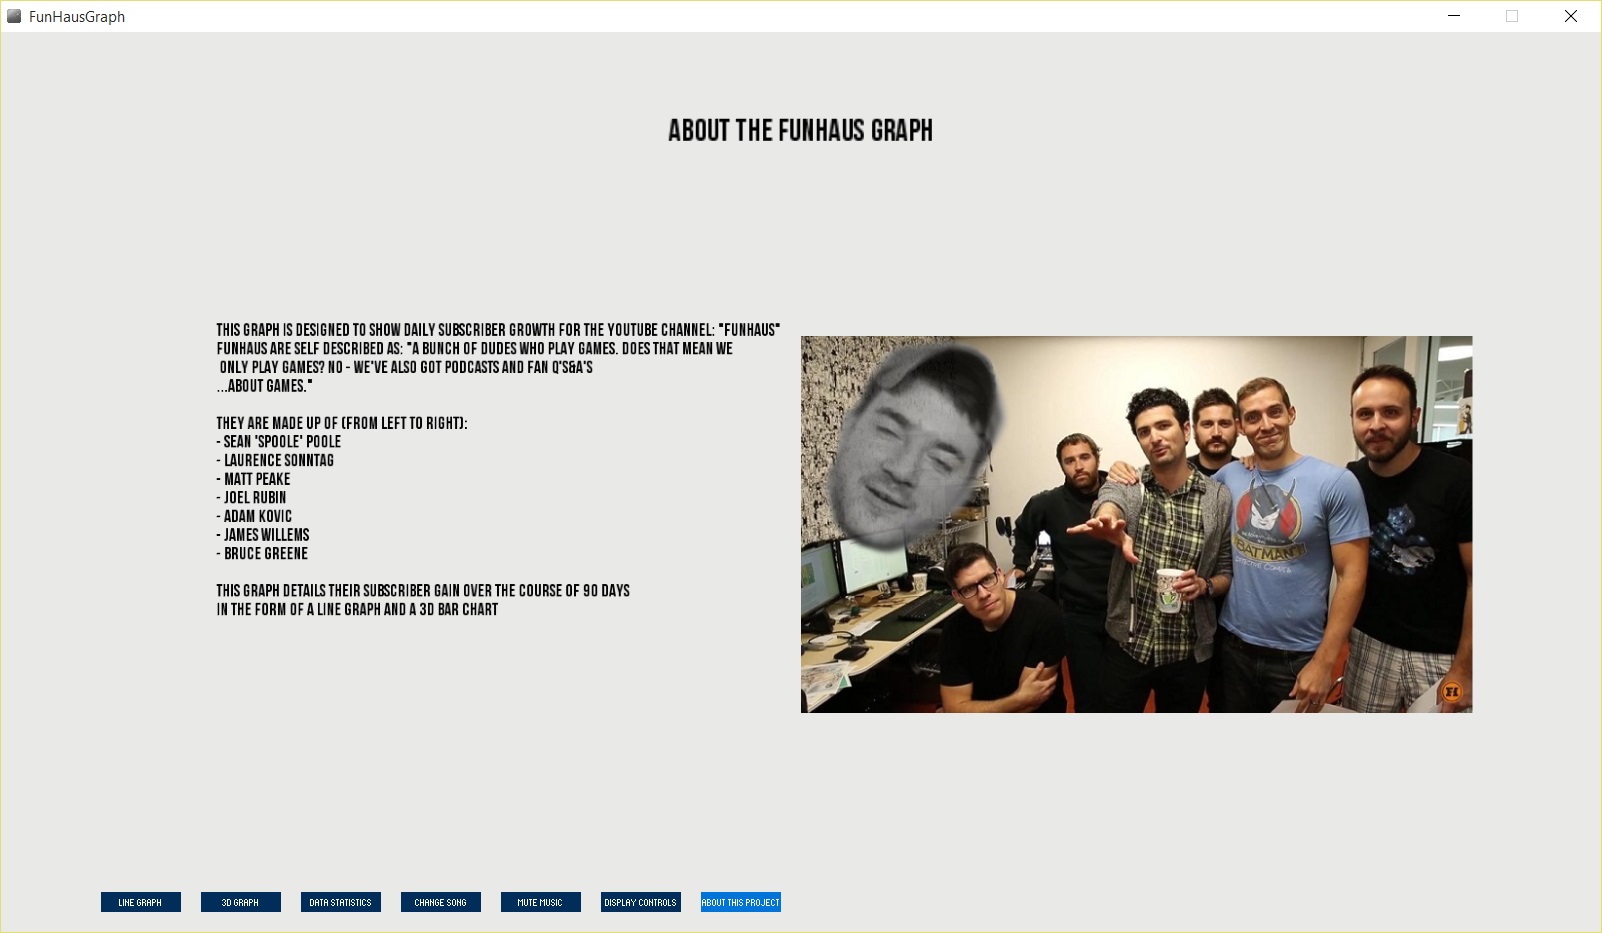 FunHausGraph
ABOUT THE FUNHAUS GRAPH
THIS GRAPH IS DESIGNED TO SHOW DAILY SUBSCRIBER GROWTH FOR THE YOUTUBE CHANNEL: "FUNHAUS"
FUNHAUS ARE SELF DESCRIBED AS: "A BUNCH OF DUDES WHO PLAY GAMES. DOES THAT MEAN WE
ONLY PLAY GAMES? NO - WE'VE ALSO GOT PODCASTS AND FAN Q'S&A'S
...ABOUT GAMES."
THEY ARE MADE UP OF (FROM LEFT TO RIGHT):
- SEAN 'SPOOLE' POOLE
- LAURENCE SONNTAG
- MATT PEAKE
- JOEL RUBIN
- ADAM KOVIC
- JAMES WILLEMS
- BRUCE GREENE
THIS GRAPH DETAILS THEIR SUBSCRIBER GAIN OVER THE COURSE OF 90 DAYS
IN THE FORM OF A LINE GRAPH AND A 3D BAR CHART
BATMAN
DETECTIVE COMICS
FH
LINE GRAPH
3D GRAPH
DATA STATISTICS
CHANGE SONG
MUTE MUSIC
DISPLAY CONTROLS
ABOUT THIS PROJECT